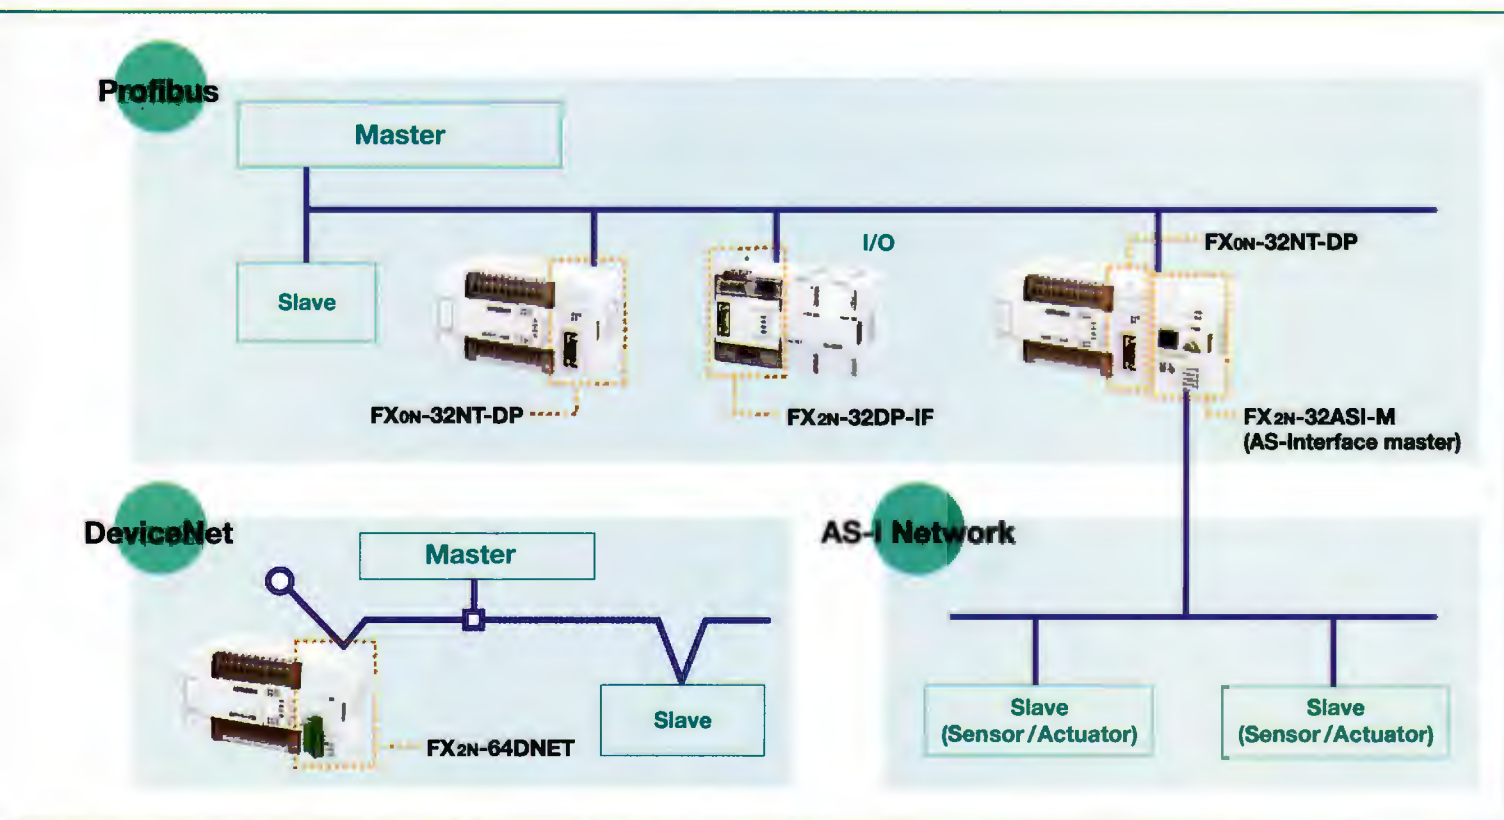 Profibus
Master
I/O
FX0N-32NT-DP
Slave
FX0N-32NT-DP
FX2N-32DP-IF
FX2N-32ASI-M
(AS-Interface master)
DeviceNet
Master
Slave
FX2N-64DNET
AS-I Network
Slave
(Sensor/Actuator)
Slave
(Sensor/Actuator)